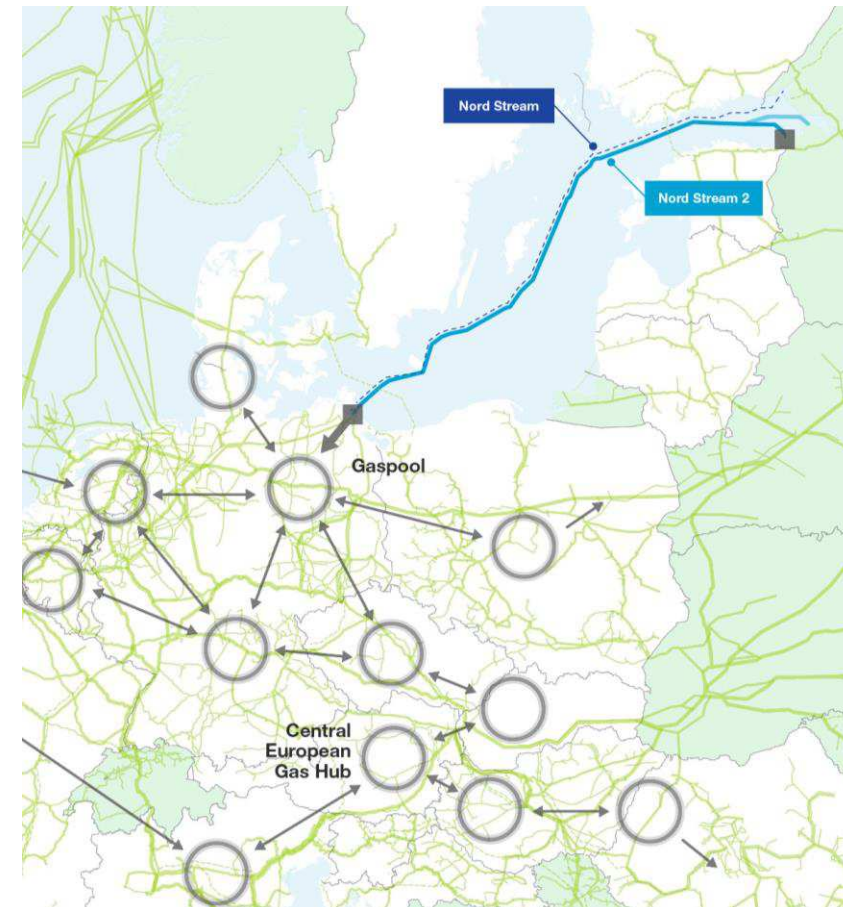 Nord Stream
Nord Stream 2
Gaspool
Central
European
Gas Hub